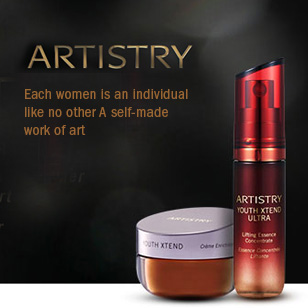 ARTISTRY
Each women is an individual
like no other A self-made
work of art
ARTISTRY
YOUTH XTEND
ULTRA
Lifting Essence
Concentrate
Essence Concentrée
Liftante
ARTISTRY
YOUTH XTEND
Crème